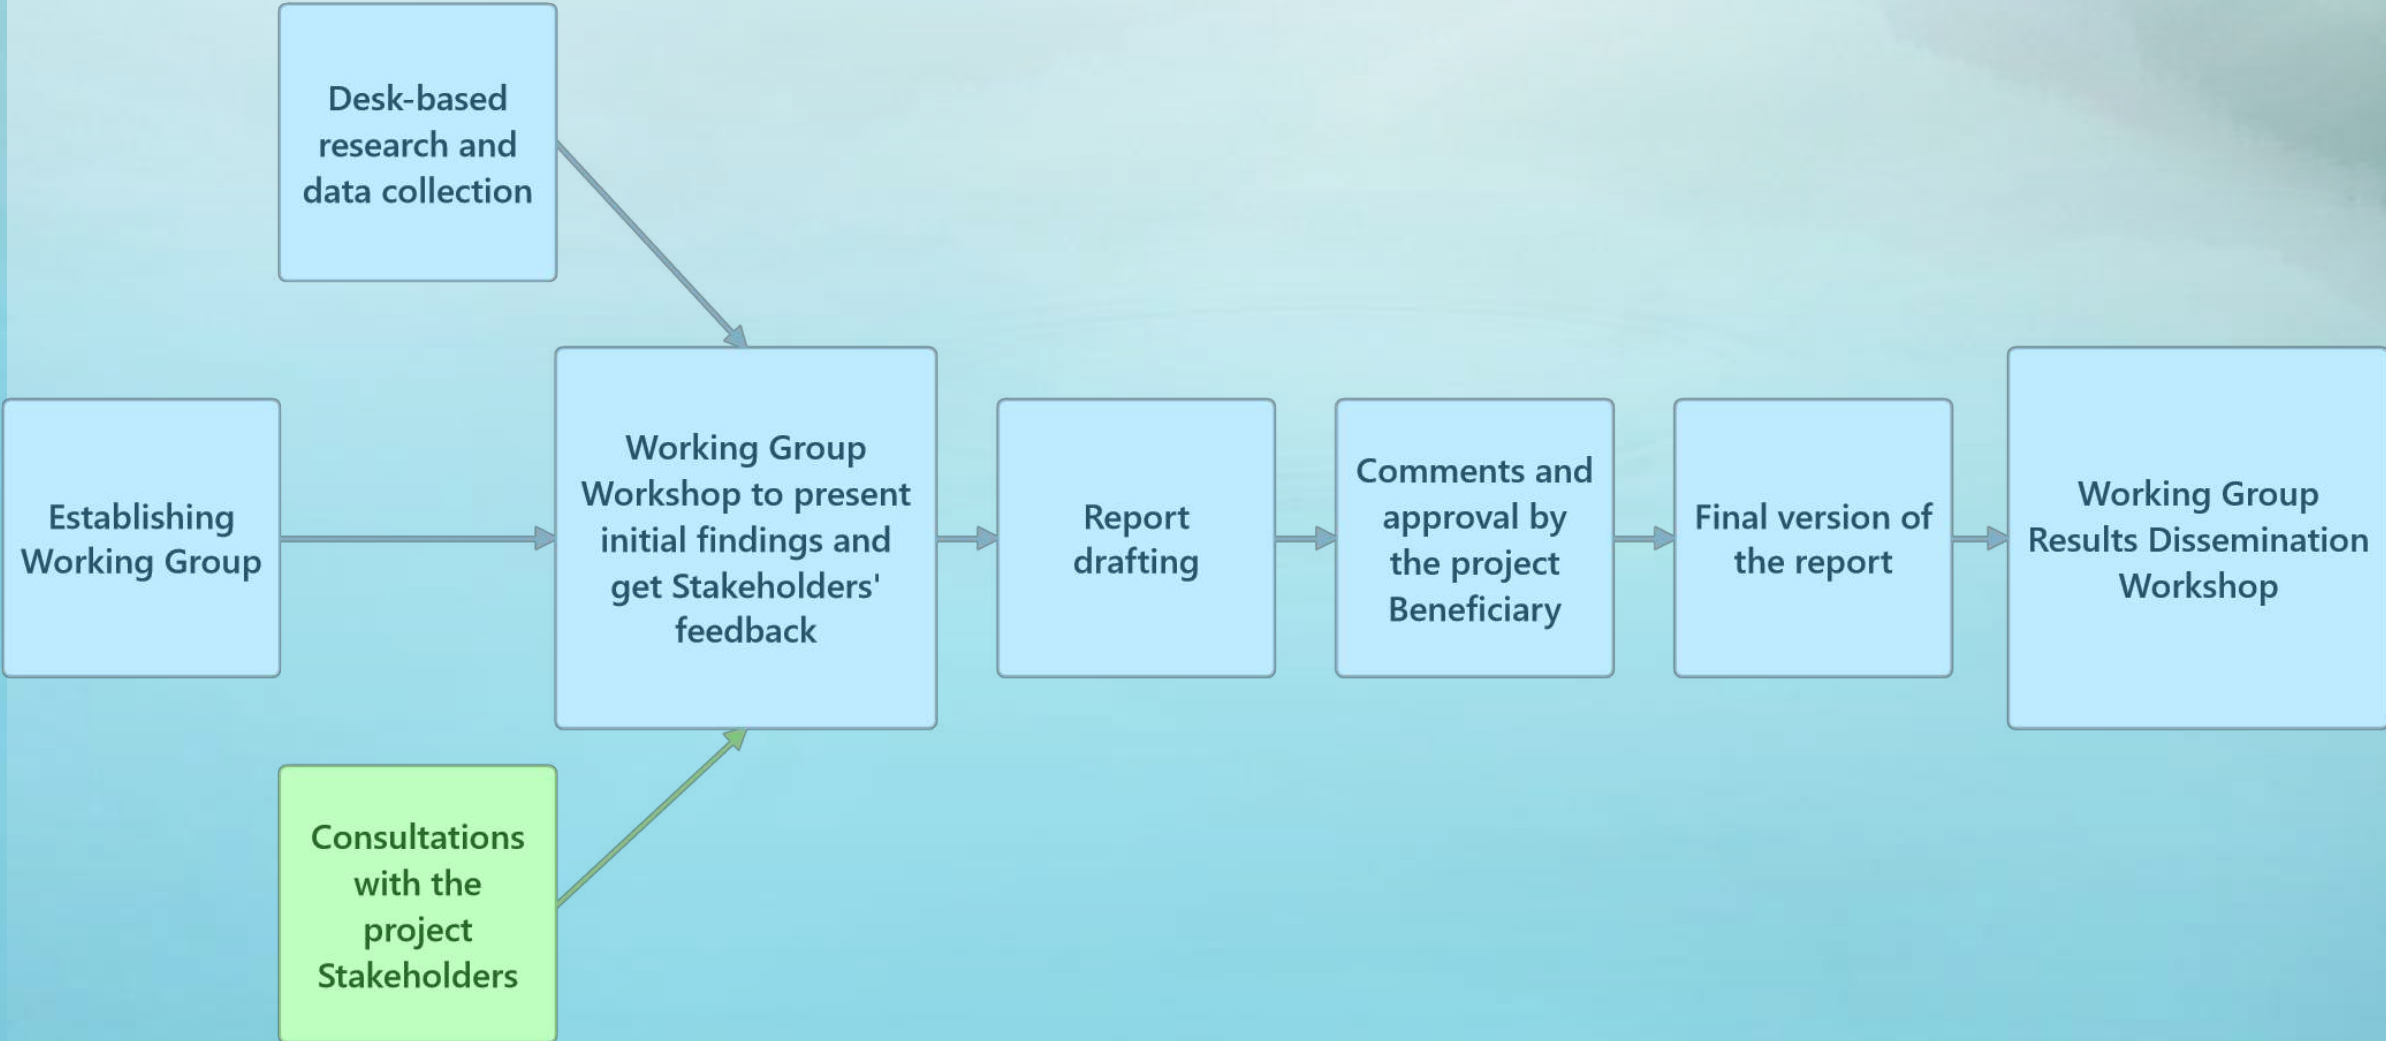 Desk-based
research and
data collection
Establishing
Working Group
Working Group
Workshop to present
initial findings and
get Stakeholders'
feedback
Report
drafting
Comments and
approval by
the project
Beneficiary
Final version of
the report
Working Group
Results Dissemination
Workshop
Consultations
with the
project
Stakeholders